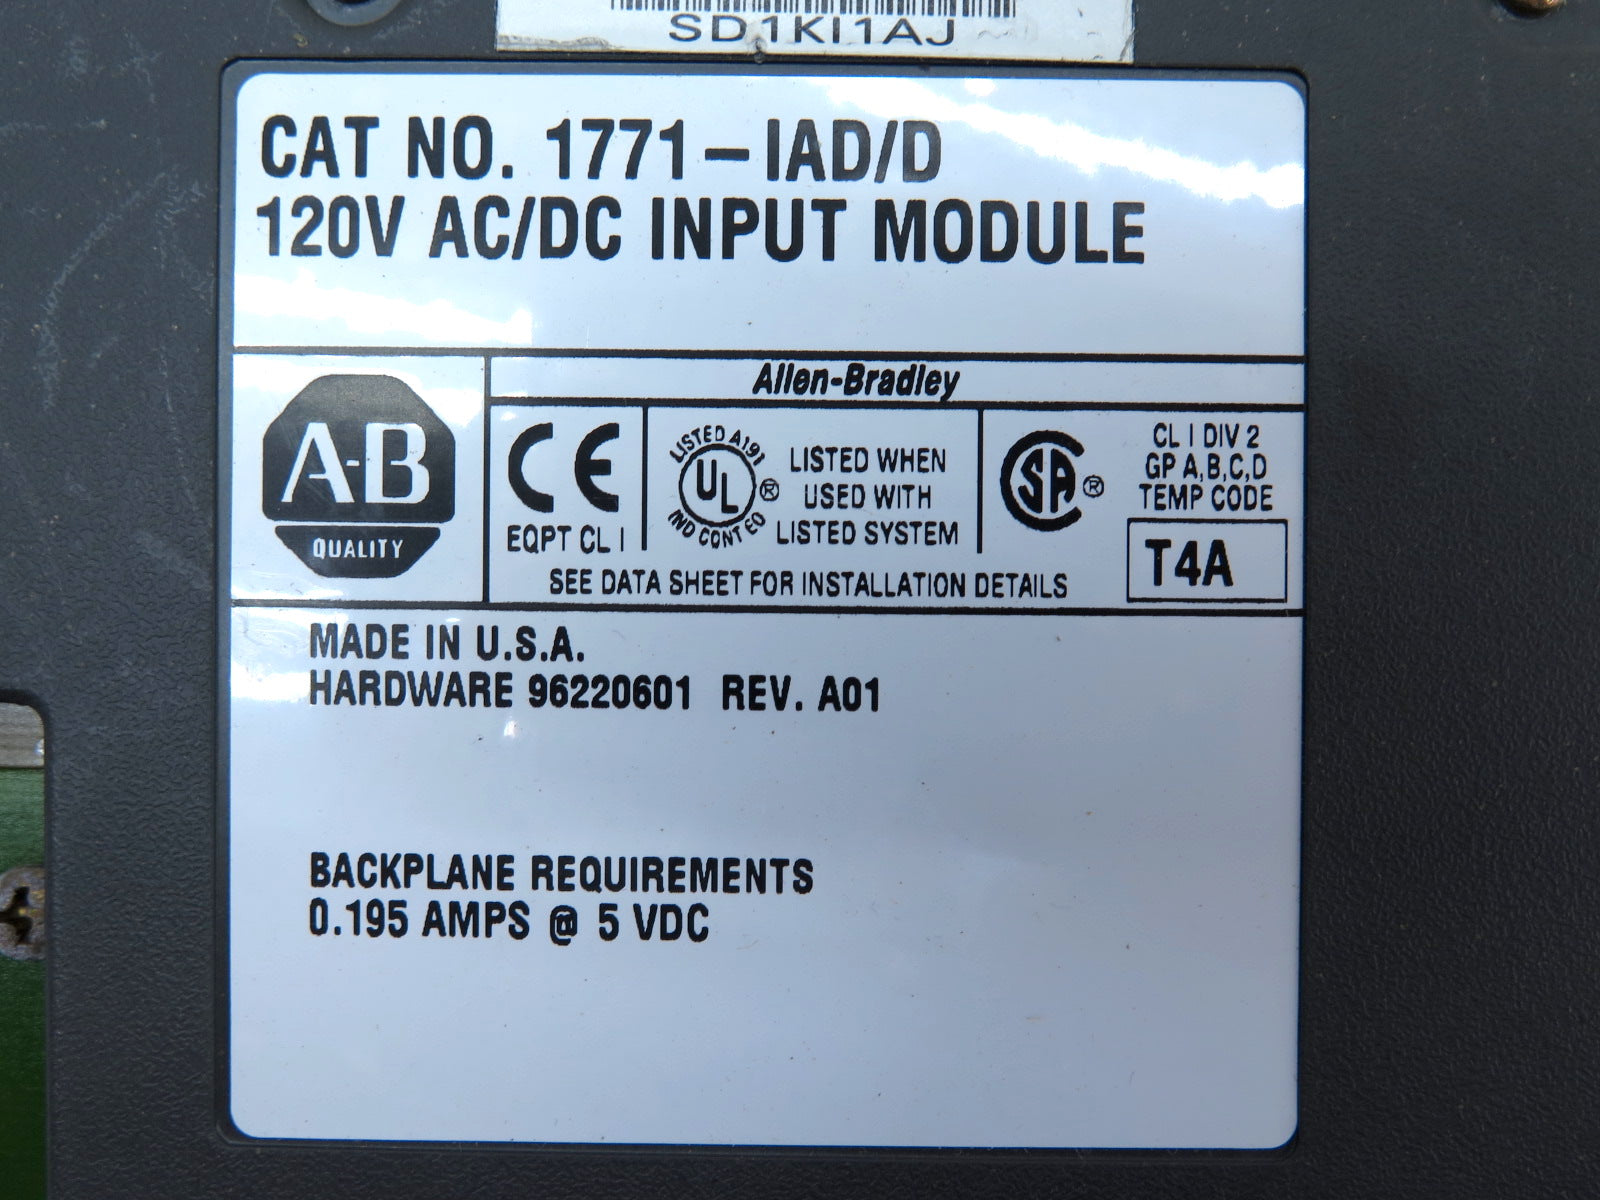 SD1KI1AJ
CAT NO. 1771-IAD/D
120V AC/DC INPUT MODULE
Allen-Bradley
A-B
QUALITY
CE
EQPT CL I
LISTED A191
UL ®
IND CONT EQ
LISTED WHEN
USED WITH
LISTED SYSTEM
SA ®
CL I DIV 2
GP A,B,C,D
TEMP CODE
T4A
SEE DATA SHEET FOR INSTALLATION DETAILS
MADE IN U.S.A.
HARDWARE 96220601 REV. A01
BACKPLANE REQUIREMENTS
0.195 AMPS @ 5 VDC